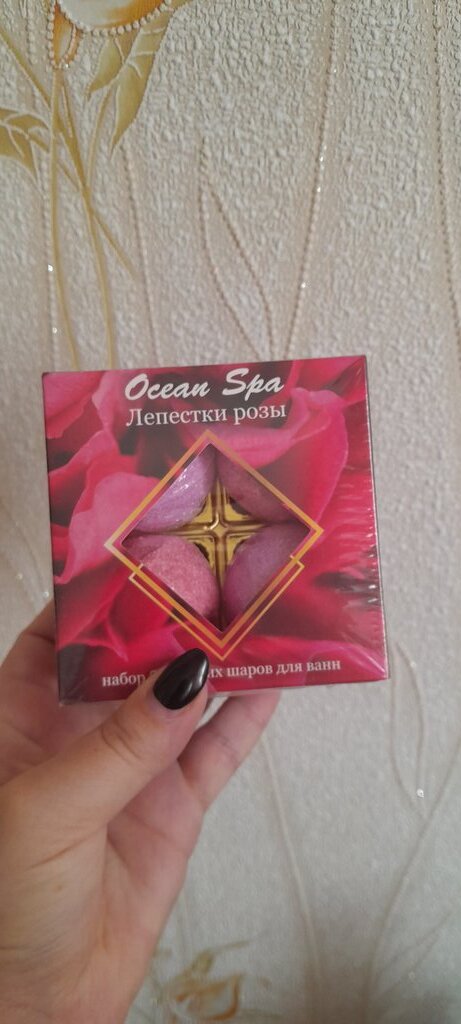 Ocean Spa
Лепестки розы
набор шаров для ванн